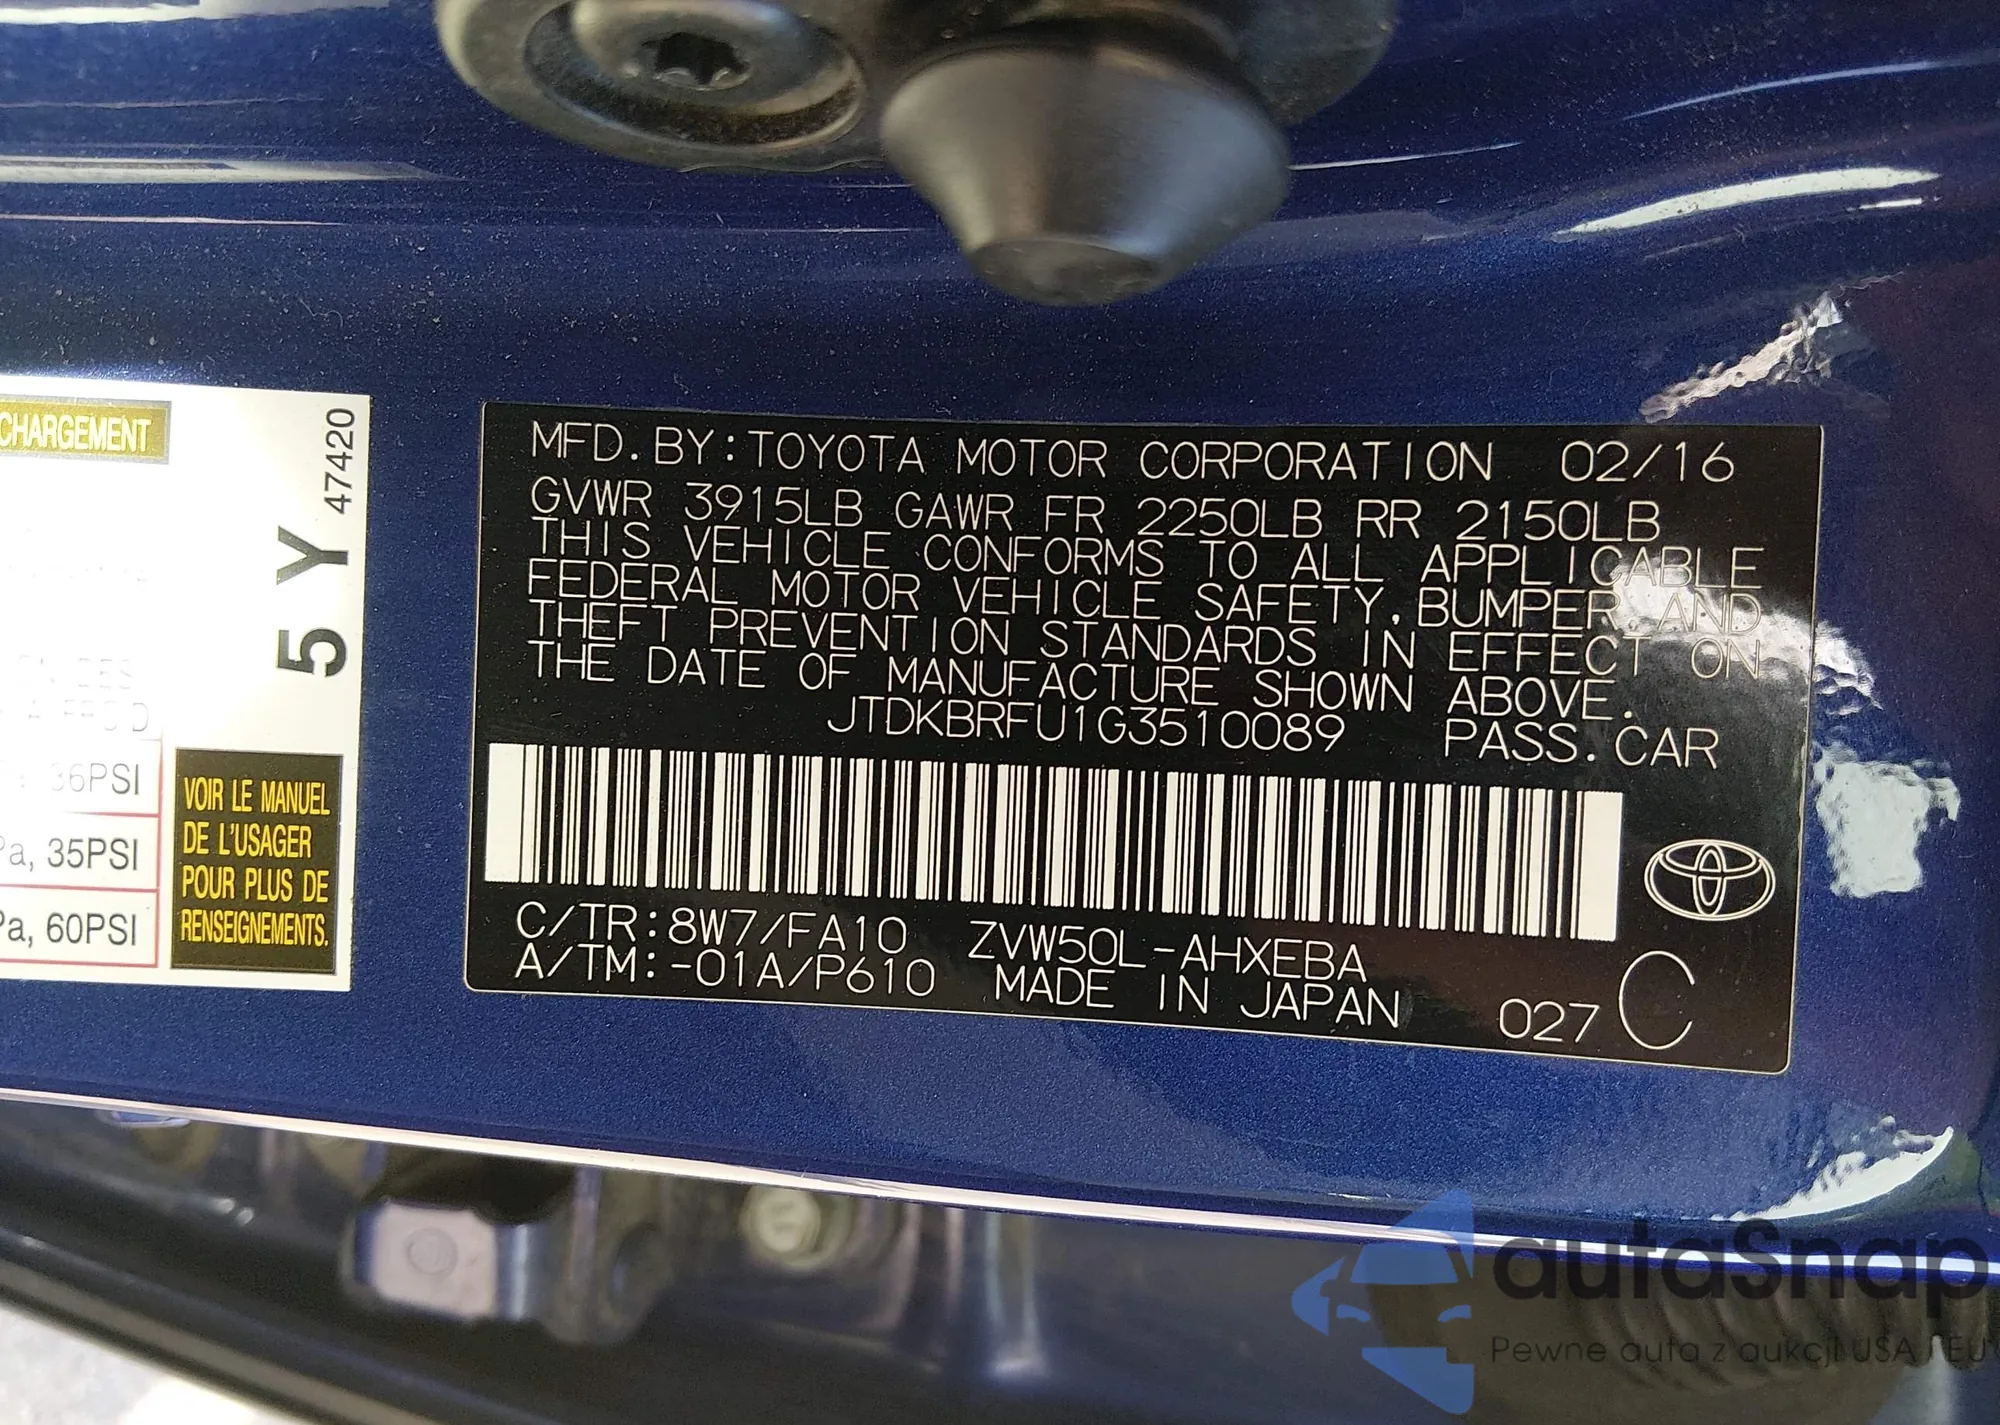 CHARGEMENT
47420
5 Y
36PSI
Pa, 35PSI
Pa, 60PSI
VOIR LE MANUEL
DE L'USAGER
POUR PLUS DE
RENSEIGNEMENTS.
MFD. BY: TOYOTA MOTOR CORPORATION 02/16
GVWR 3915LB GAWR FR 2250LB RR 2150LB
THIS VEHICLE CONFORMS TO ALL APPLICABLE
FEDERAL MOTOR VEHICLE SAFETY, BUMPER, AND
THEFT PREVENTION STANDARDS IN EFFECT ON
THE DATE OF MANUFACTURE SHOWN ABOVE.
JTDKBRFU1G3510089 PASS. CAR
C/TR: 8W7/FA10 ZVW50L-AHXEBA
A/TM: -01A/P610 MADE IN JAPAN 027 C
autaSnap
Pewne auta z aukcji USA / EU